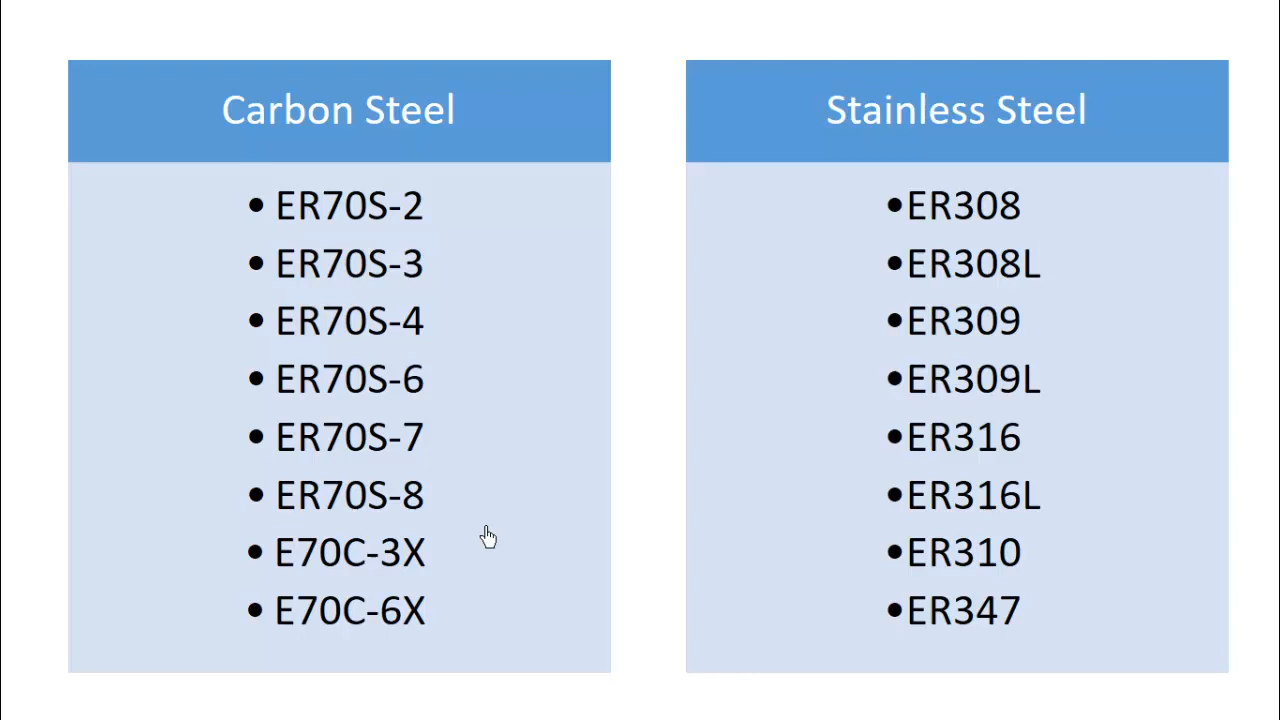 Carbon Steel
• ER70S-2
• ER70S-3
• ER70S-4
• ER70S-6
• ER70S-7
• ER70S-8
• E70C-3X
• E70C-6X
Stainless Steel
•ER308
•ER308L
•ER309
•ER309L
•ER316
•ER316L
•ER310
•ER347